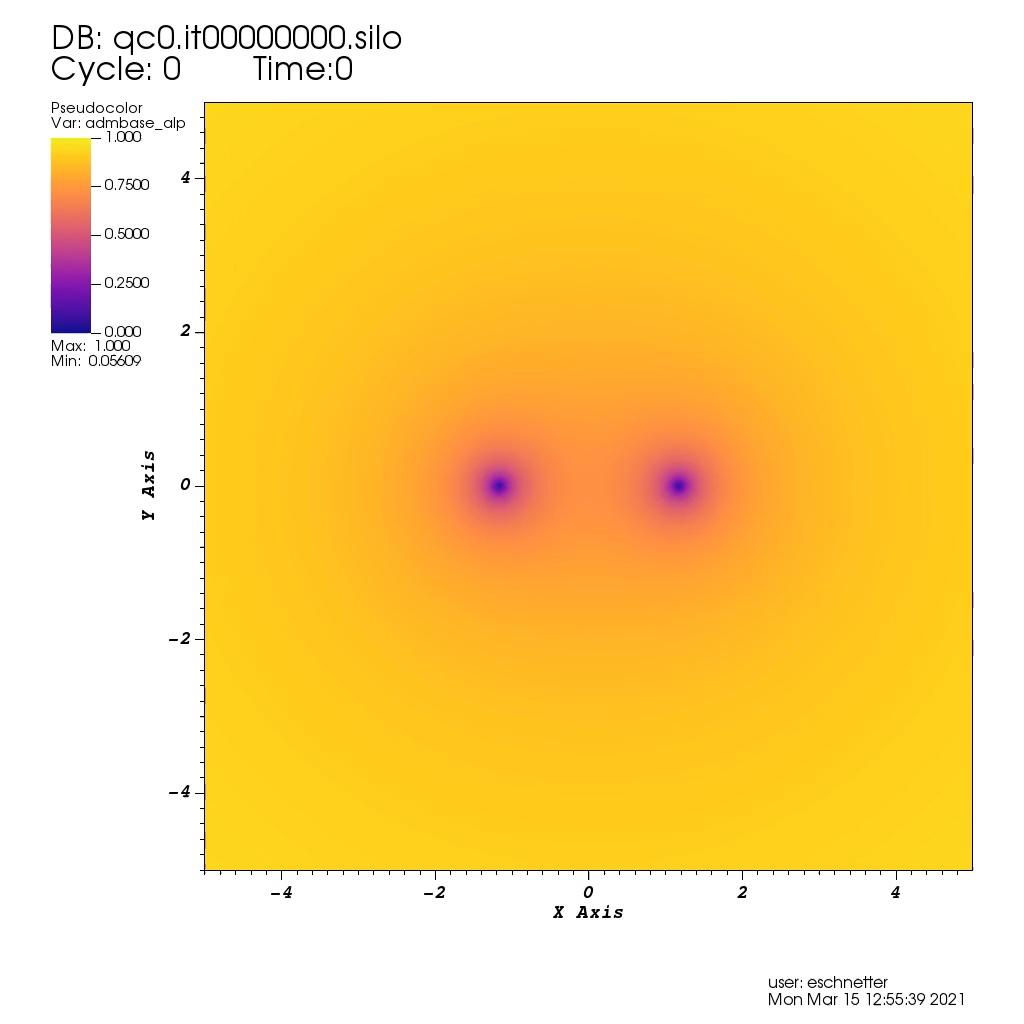 DB: qc0.it00000000.silo
Cycle: 0 Time:0
Pseudocolor
Var: admbase_alp
1.000
0.7500
0.5000
0.2500
0.000
Max: 1.000
Min: 0.05609
4
2
0
-2
-4
Y Axis
-4 -2 0 2 4
X Axis
user: eschnetter
Mon Mar 15 12:55:39 2021